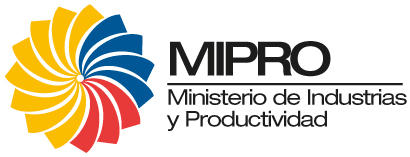 MIPRO
Ministerio de Industrias
y Productividad